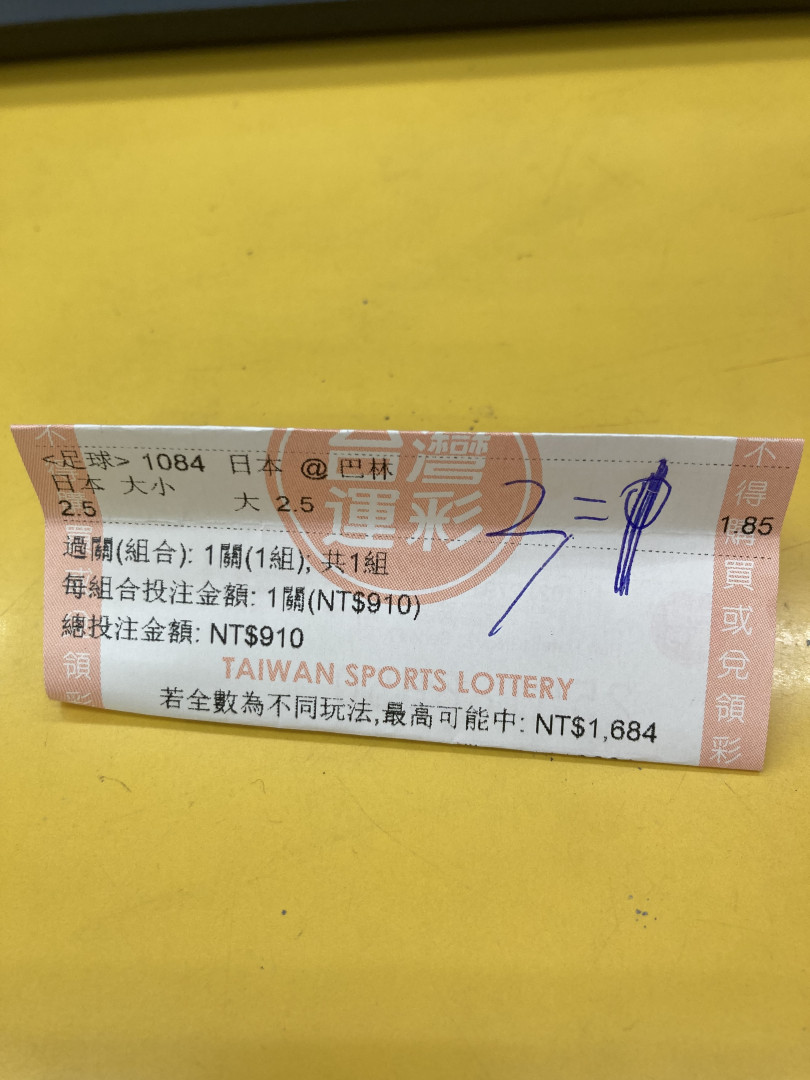 <足球> 1084 日本 @ 巴林
日本 大小
2.5 大 2.5 1.85
過關(組合): 1關(1組); 共1組
每組合投注金額: 1關(NT$910)
總投注金額: NT$910
TAIWAN SPORTS LOTTERY
若全數為不同玩法,最高可能中: NT$1,684
台灣
運彩
不得購買或兌領彩
領